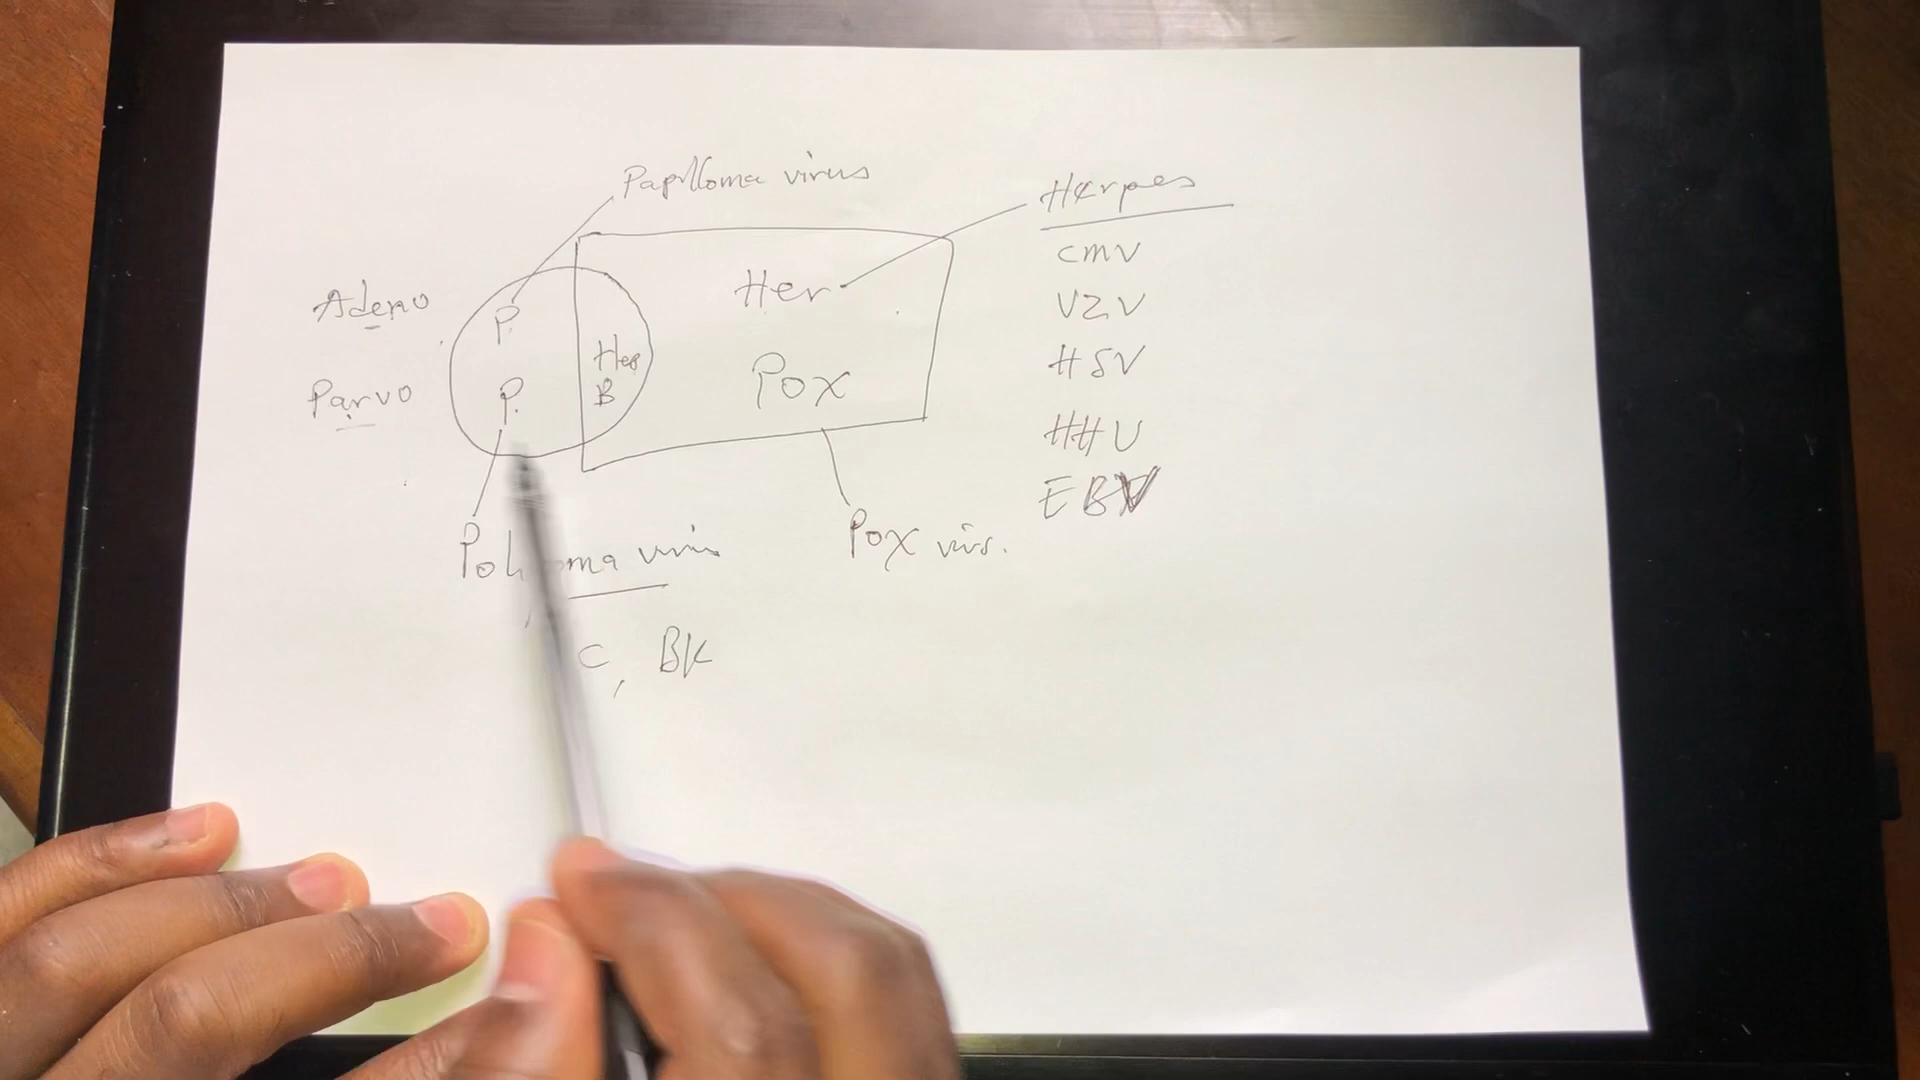 Papilloma virus
Herpes
Adeno
P.
Her
CMV
VZV
Hep
B
Pox
HSV
Parvo
P.
HHV
EBV
Pox virus.
C, BK